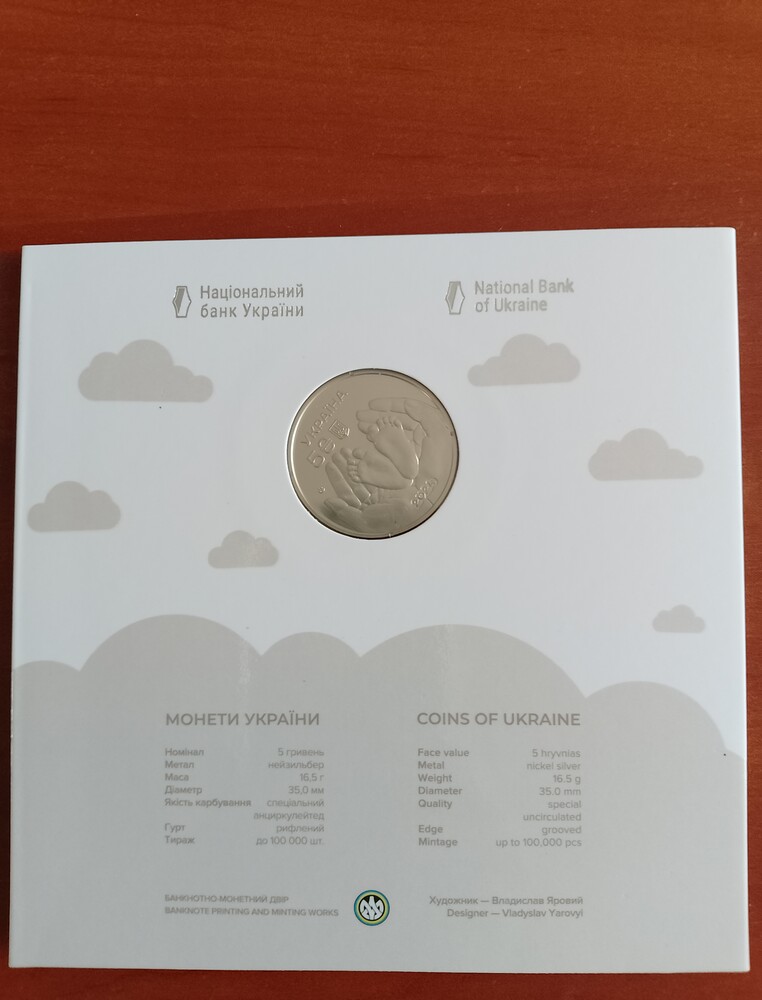 Національний
банк України
National Bank
of Ukraine
УКРАЇНА
МОНЕТИ УКРАЇНИ
Номінал 5 гривень
Метал нейзильбер
Маса 16,5 г
Діаметр 35,0 мм
Якість карбування спеціальний
анциркулейтед
Гурт рифлений
Тираж до 100 000 шт.
COINS OF UKRAINE
Face value 5 hryvnias
Metal nickel silver
Weight 16.5 g
Diameter 35.0 mm
Quality special
uncirculated
Edge grooved
Mintage up to 100,000 pcs
БАНКНОТНО-МОНЕТНИЙ ДВІР
BANKNOTE PRINTING AND MINTING WORKS
Художник — Владислав Яровий
Designer — Vladyslav Yarovyi